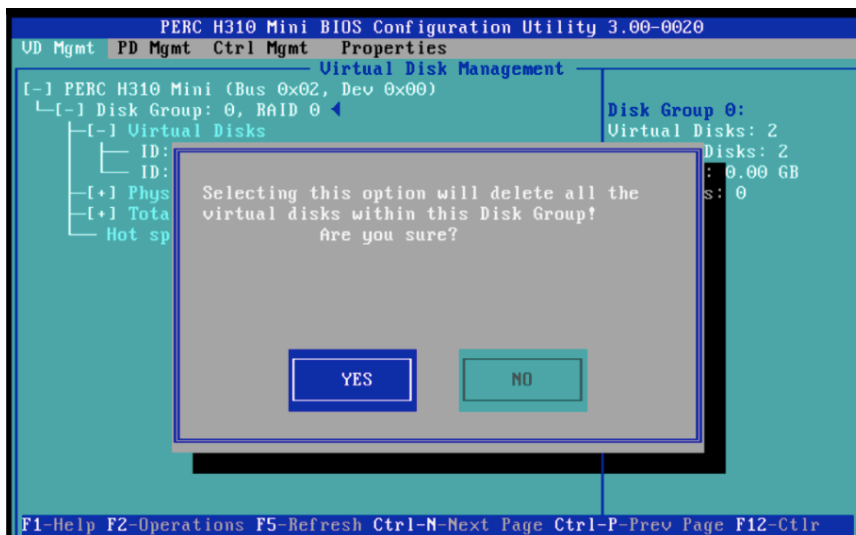 PERC H310 Mini BIOS Configuration Utility 3.00-0020
VD Mgmt PD Mgmt Ctrl Mgmt Properties
Virtual Disk Management
[-] PERC H310 Mini (Bus 0x02, Dev 0x00)
[-] Disk Group: 0, RAID 0
[-] Virtual Disks
ID:
ID:
[+] Phys
[+] Tota
Hot sp
Disk Group 0:
Virtual Disks: 2
Disks: 2
: 0.00 GB
s: 0
Selecting this option will delete all the
virtual disks within this Disk Group!
Are you sure?
YES
NO
F1-Help F2-Operations F5-Refresh Ctrl-N-Next Page Ctrl-P-Prev Page F12-Ctlr